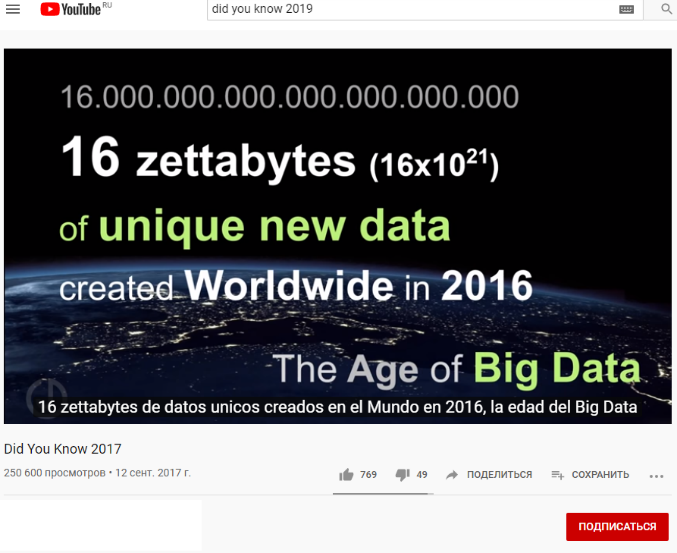 YouTube RU
did you know 2019
16.000.000.000.000.000.000.000
16 zettabytes (16x10²¹)
of unique new data
created Worldwide in 2016
The Age of Big Data
16 zettabytes de datos unicos creados en el Mundo en 2016, la edad del Big Data
Did You Know 2017
250 600 просмотров • 12 сент. 2017 г.
769 49 ПОДЕЛИТЬСЯ СОХРАНИТЬ
ПОДПИСАТЬСЯ